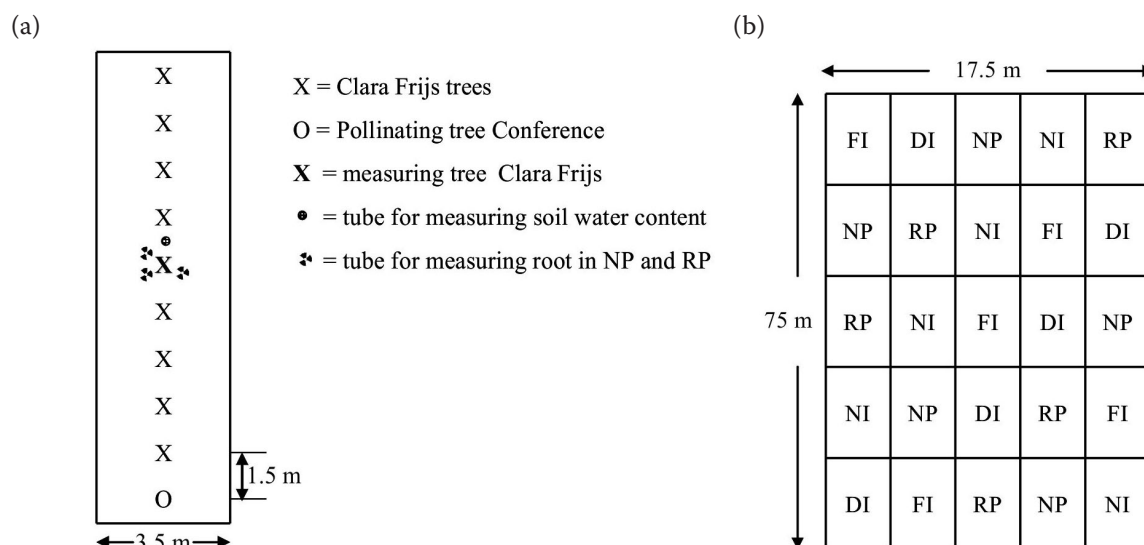 (a)
X
X
X
X
X
X
X
X
X
O
1.5 m
3.5 m
X = Clara Frijs trees
O = Pollinating tree Conference
X = measuring tree Clara Frijs
= tube for measuring soil water content
= tube for measuring root in NP and RP
(b)
17.5 m
75 m
FI DI NP NI RP
NP RP NI FI DI
RP NI FI DI NP
NI NP DI RP FI
DI FI RP NP NI